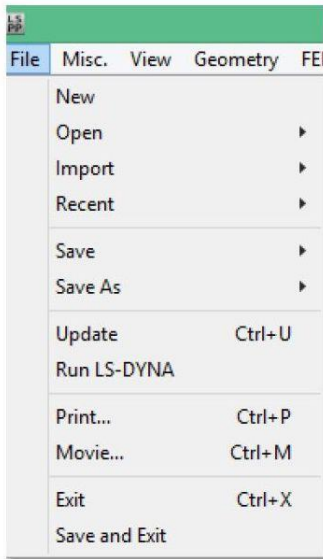 LS
PP
File Misc. View Geometry FEI
New
Open
Import
Recent
Save
Save As
Update Ctrl+U
Run LS-DYNA
Print... Ctrl+P
Movie... Ctrl+M
Exit Ctrl+X
Save and Exit